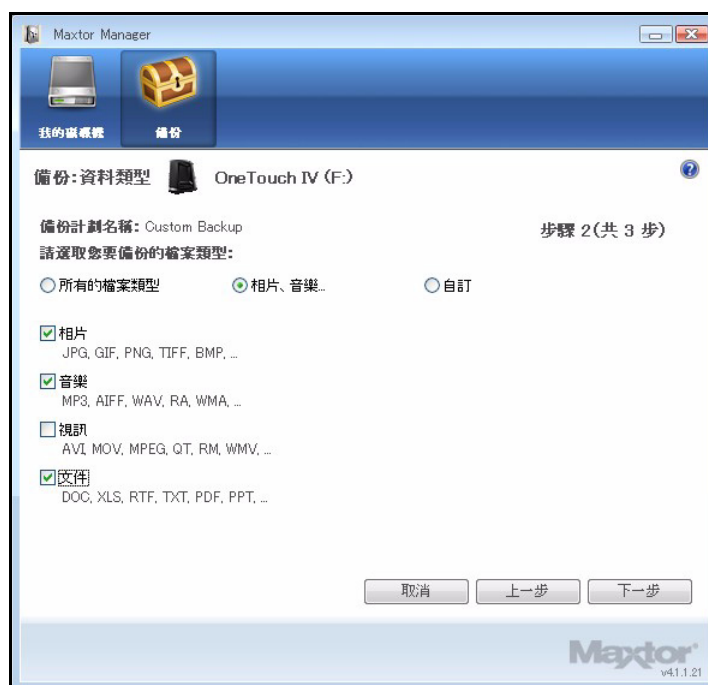 Maxtor Manager
我的磁碟機
備份
備份:資料類型
OneTouch IV (F:)
備份計劃名稱: Custom Backup
步驟 2(共 3 步)
請選取您要備份的檔案類型:
所有的檔案類型
相片、音樂...
自訂
相片
JPG, GIF, PNG, TIFF, BMP, ...
音樂
MP3, AIFF, WAV, RA, WMA, ...
視訊
AVI, MOV, MPEG, QT, RM, WMV, ...
文件
DOC, XLS, RTF, TXT, PDF, PPT, ...
取消
上一步
下一步
Maxtor
v4.1.1.21